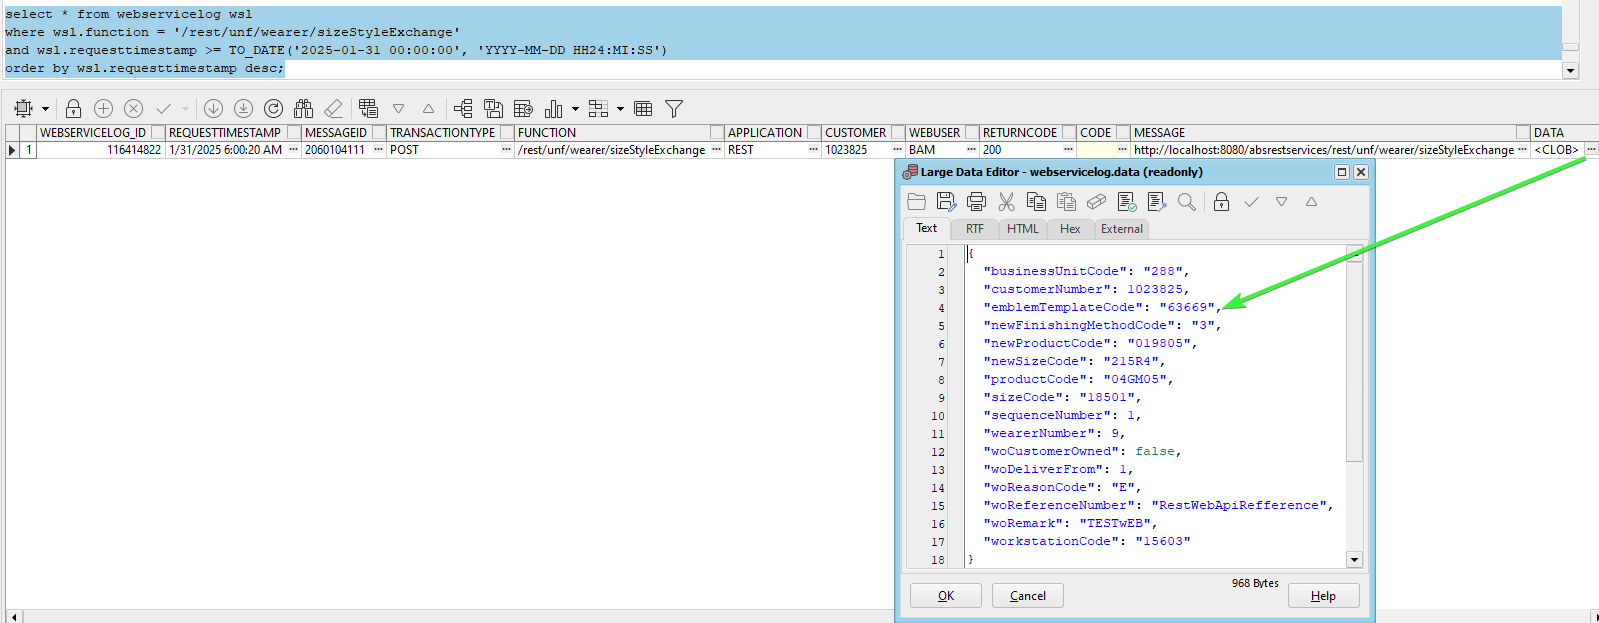 select * from webservicelog wsl
where wsl.function = '/rest/unf/wearer/sizeStyleExchange'
and wsl.requesttimestamp >= TO_DATE('2025-01-31 00:00:00', 'YYYY-MM-DD HH24:MI:SS')
order by wsl.requesttimestamp desc;
WEBSERVICELOG_ID REQUESTTIMESTAMP MESSAGEID TRANSACTIONTYPE FUNCTION APPLICATION CUSTOMER WEBUSER RETURNCODE CODE MESSAGE DATA
1 116414822 1/31/2025 6:00:20 AM ... 2060104111 ... POST ... /rest/unf/wearer/sizeStyleExchange ... REST ... 1023825 ... BAM ... 200 ... ... http://localhost:8080/absrestservices/rest/unf/wearer/sizeStyleExchange ... <CLOB> ...
Large Data Editor - webservicelog.data (readonly)
Text RTF HTML Hex External
1 {
2 "businessUnitCode": "288",
3 "customerNumber": 1023825,
4 "emblemTemplateCode": "63669",
5 "newFinishingMethodCode": "3",
6 "newProductCode": "019805",
7 "newSizeCode": "215R4",
8 "productCode": "04GM05",
9 "sizeCode": "18501",
10 "sequenceNumber": 1,
11 "wearerNumber": 9,
12 "woCustomerOwned": false,
13 "woDeliverFrom": 1,
14 "woReasonCode": "E",
15 "woReferenceNumber": "RestWebApiRefference",
16 "woRemark": "TESTwEB",
17 "workstationCode": "15603"
18 }
968 Bytes
OK Cancel Help